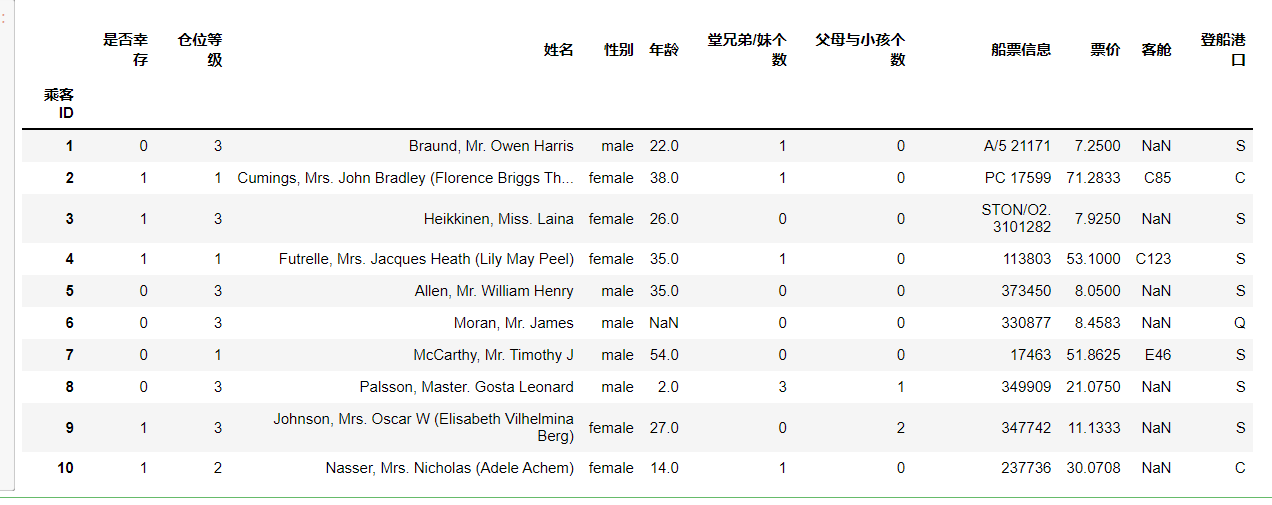 :
是否幸存 仓位等级 姓名 性别 年龄 堂兄弟/妹个数 父母与小孩个数 船票信息 票价 客舱 登船港口
乘客ID
1 0 3 Braund, Mr. Owen Harris male 22.0 1 0 A/5 21171 7.2500 NaN S
2 1 1 Cumings, Mrs. John Bradley (Florence Briggs Th... female 38.0 1 0 PC 17599 71.2833 C85 C
3 1 3 Heikkinen, Miss. Laina female 26.0 0 0 STON/O2. 3101282 7.9250 NaN S
4 1 1 Futrelle, Mrs. Jacques Heath (Lily May Peel) female 35.0 1 0 113803 53.1000 C123 S
5 0 3 Allen, Mr. William Henry male 35.0 0 0 373450 8.0500 NaN S
6 0 3 Moran, Mr. James male NaN 0 0 330877 8.4583 NaN Q
7 0 1 McCarthy, Mr. Timothy J male 54.0 0 0 17463 51.8625 E46 S
8 0 3 Palsson, Master. Gosta Leonard male 2.0 3 1 349909 21.0750 NaN S
9 1 3 Johnson, Mrs. Oscar W (Elisabeth Vilhelmina Berg) female 27.0 0 2 347742 11.1333 NaN S
10 1 2 Nasser, Mrs. Nicholas (Adele Achem) female 14.0 1 0 237736 30.0708 NaN C